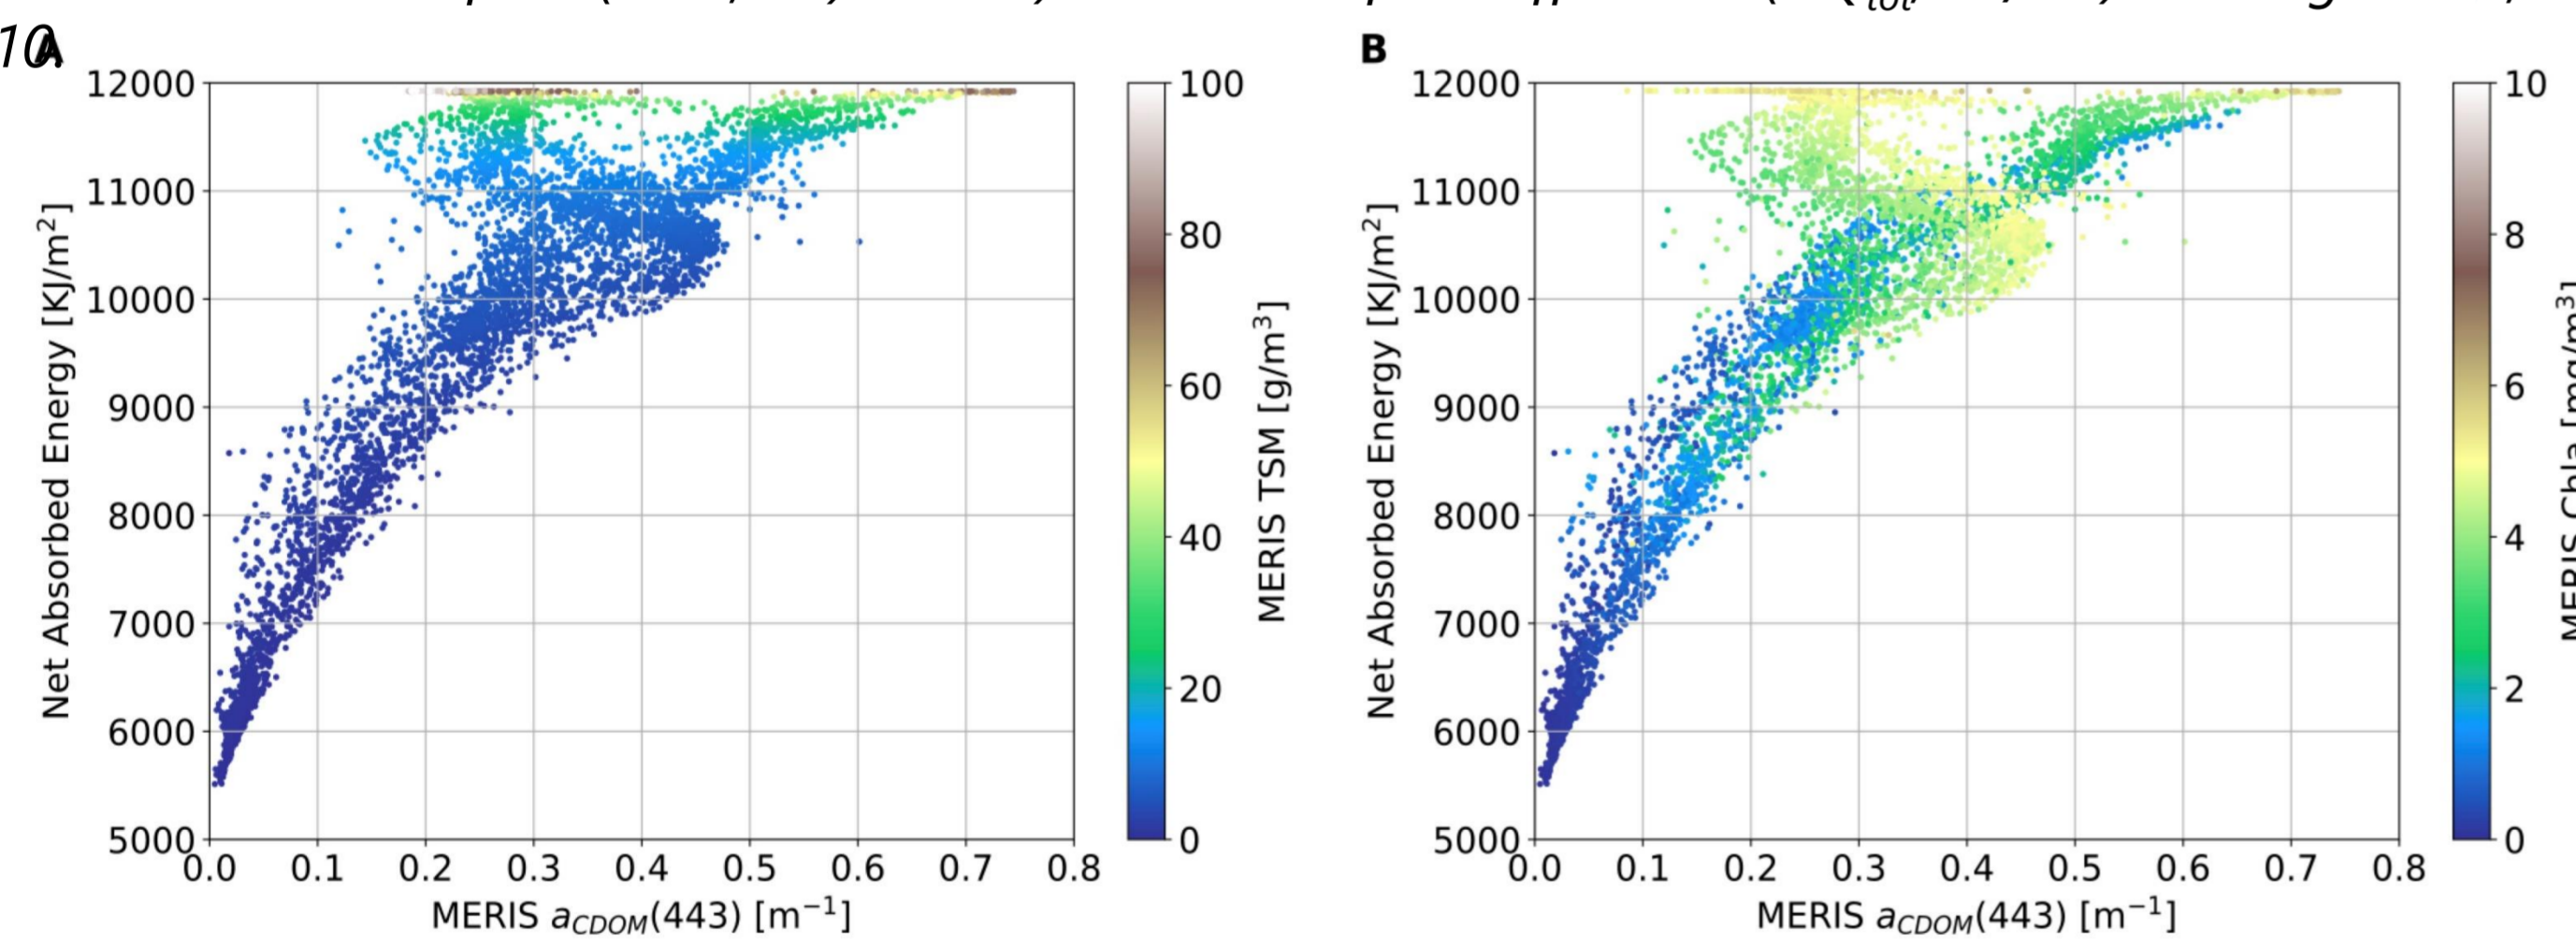 10.
A
12000
11000
10000
9000
8000
7000
6000
5000
Net Absorbed Energy [KJ/m²]
0.0 0.1 0.2 0.3 0.4 0.5 0.6 0.7 0.8
MERIS aCDOM(443) [m⁻¹]
100
80
60
40
20
0
MERIS TSM [g/m³]
B
12000
11000
10000
9000
8000
7000
6000
5000
Net Absorbed Energy [KJ/m²]
0.0 0.1 0.2 0.3 0.4 0.5 0.6 0.7 0.8
MERIS aCDOM(443) [m⁻¹]
10
8
6
4
2
0
MERIS Chla [mg/m³]